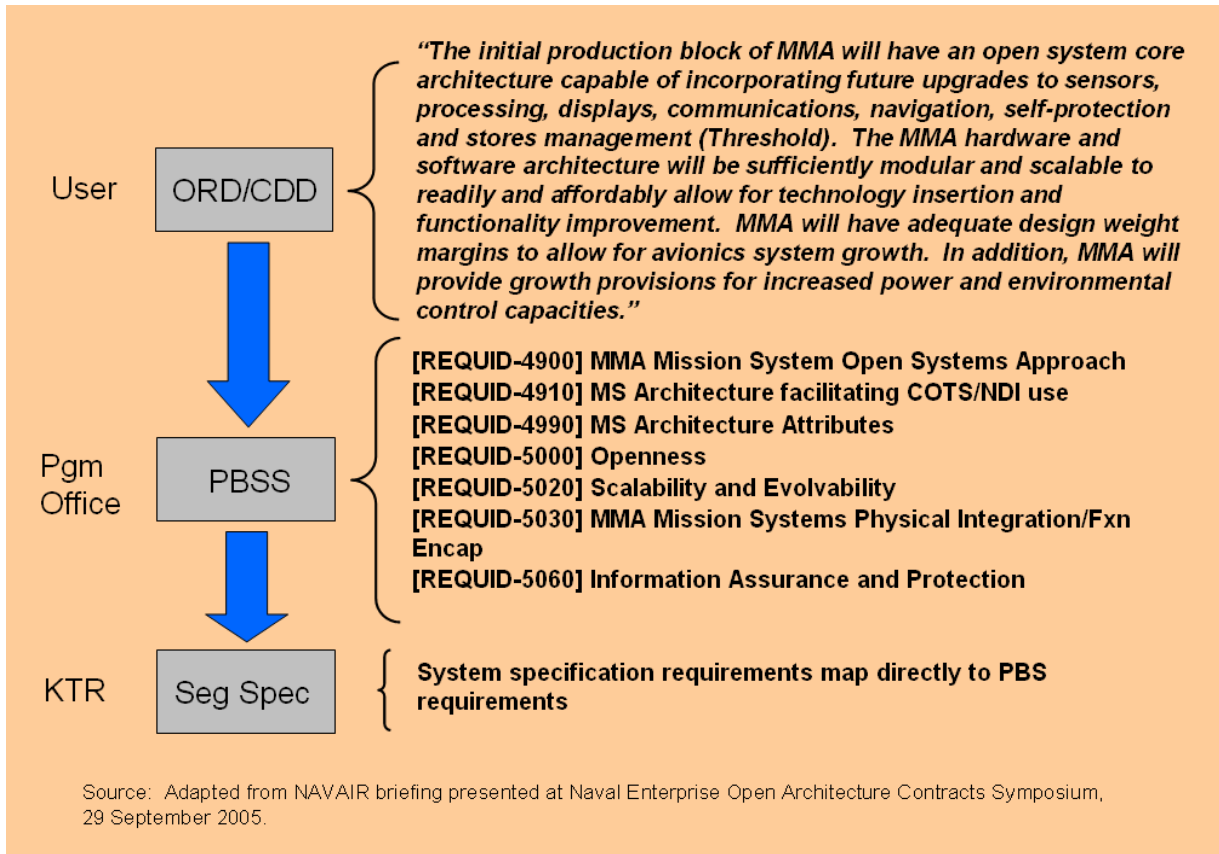 “The initial production block of MMA will have an open system core
architecture capable of incorporating future upgrades to sensors,
processing, displays, communications, navigation, self-protection
and stores management (Threshold).  The MMA hardware and
software architecture will be sufficiently modular and scalable to
readily and affordably allow for technology insertion and
functionality improvement.  MMA will have adequate design weight
margins to allow for avionics system growth.  In addition, MMA will
provide growth provisions for increased power and environmental
control capacities.”
User
ORD/CDD
[REQUID-4900] MMA Mission System Open Systems Approach
[REQUID-4910] MS Architecture facilitating COTS/NDI use
[REQUID-4990] MS Architecture Attributes
[REQUID-5000] Openness
[REQUID-5020] Scalability and Evolvability
[REQUID-5030] MMA Mission Systems Physical Integration/Fxn
Encap
[REQUID-5060] Information Assurance and Protection
Pgm
Office
PBSS
KTR
Seg Spec
System specification requirements map directly to PBS
requirements
Source:  Adapted from NAVAIR briefing presented at Naval Enterprise Open Architecture Contracts Symposium,
29 September 2005.